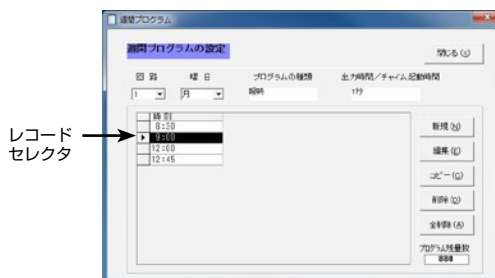 週間プログラム
週間プログラムの設定
閉じる(S)
回路 曜日 プログラムの種類 出力時間/チャイム起動時間
1 月 報時 1秒
時刻
8:30
9:00
12:00
12:45
レコード
セレクタ
新規(N)
編集(E)
コピー(C)
削除(D)
全削除(A)
プログラム残量数